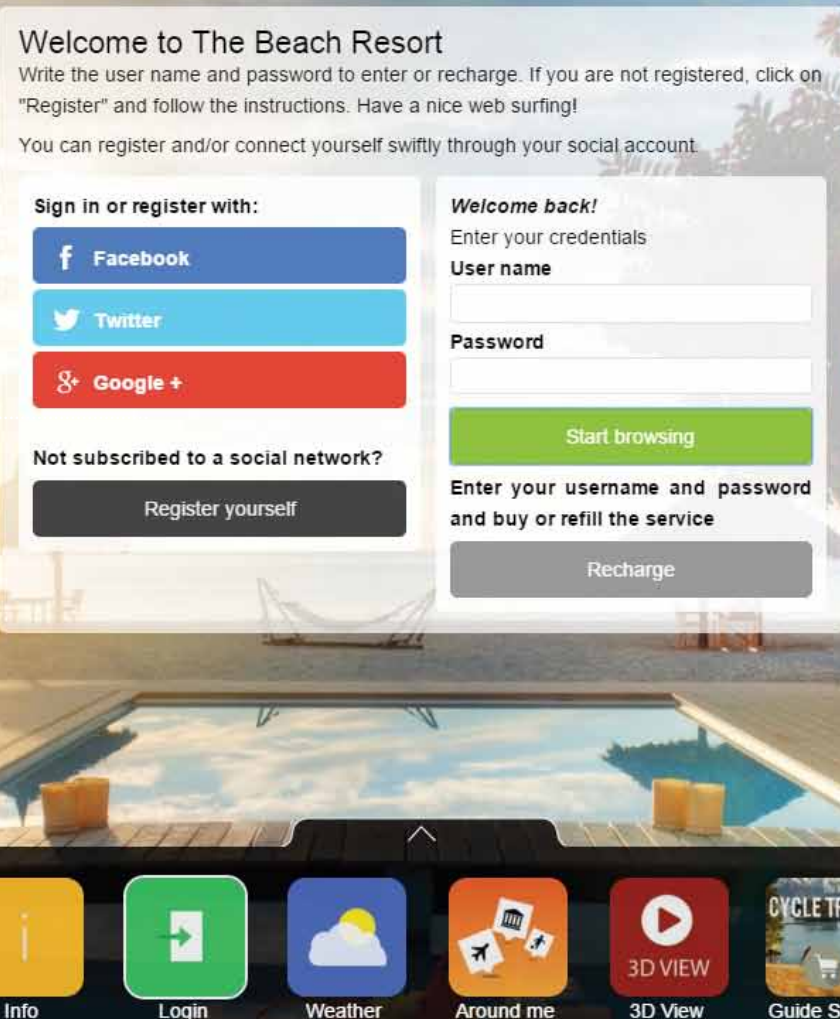 Welcome to The Beach Resort
Write the user name and password to enter or recharge. If you are not registered, click on
"Register" and follow the instructions. Have a nice web surfing!
You can register and/or connect yourself swiftly through your social account.
Sign in or register with:
f Facebook
Twitter
g+ Google +
Not subscribed to a social network?
Register yourself
Welcome back!
Enter your credentials
User name
Password
Start browsing
Enter your username and password
and buy or refill the service
Recharge
i
Info
Login
Weather
Around me
3D VIEW
3D View
CYCLE
Guide